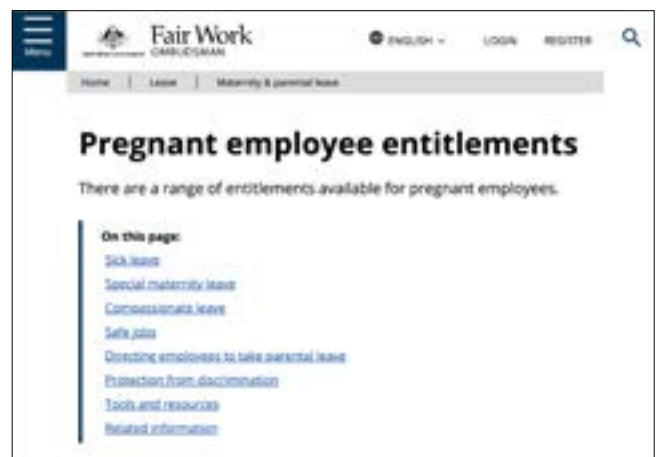 Menu
Fair Work
OMBUDSMAN
ENGLISH
LOGIN
REGISTER
Home | Leave | Maternity & parental leave
Pregnant employee entitlements
There are a range of entitlements available for pregnant employees.
On this page:
Sick leave
Special maternity leave
Compassionate leave
Safe jobs
Directing employees to take parental leave
Protection from discrimination
Tools and resources
Related information